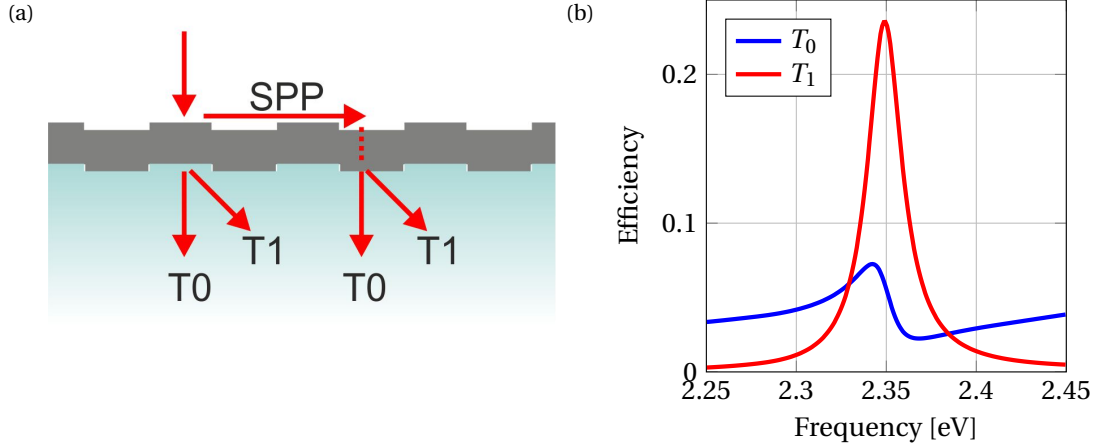 (a)
SPP
T1
T1
T0
T0
(b)
T₀
T₁
0.2
0.1
0
Efficiency
2.25
2.3
2.35
2.4
2.45
Frequency [eV]